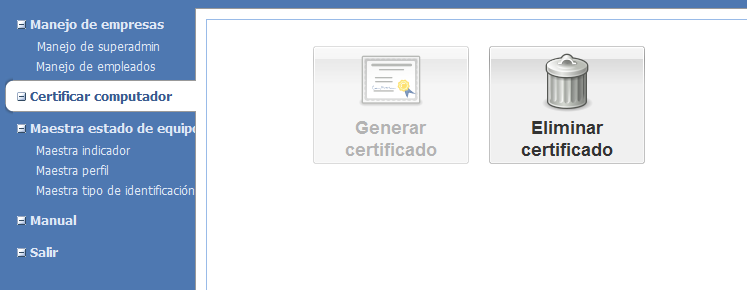 Manejo de empresas
Manejo de superadmin
Manejo de empleados
Certificar computador
Maestra estado de equipo
Maestra indicador
Maestra perfil
Maestra tipo de identificación
Manual
Salir
Generar
certificado
Eliminar
certificado